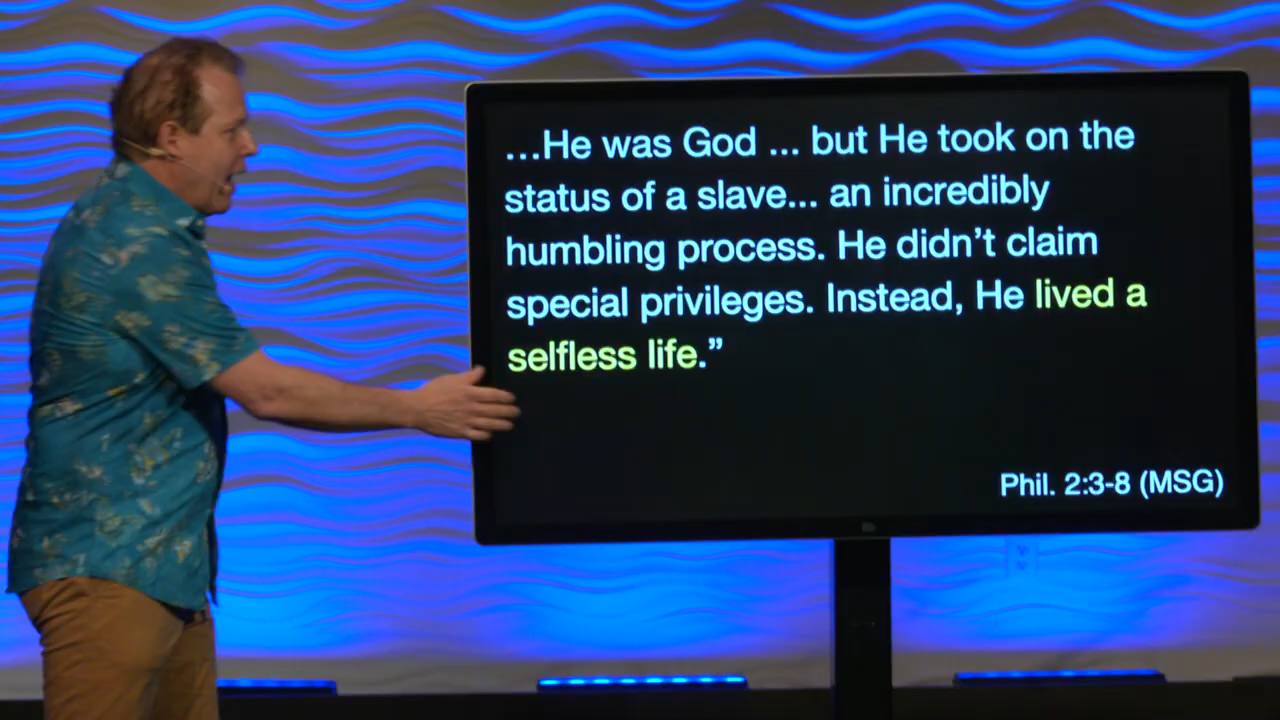 ...He was God ... but He took on the
status of a slave... an incredibly
humbling process. He didn’t claim
special privileges. Instead, He lived a
selfless life.”
Phil. 2:3-8 (MSG)